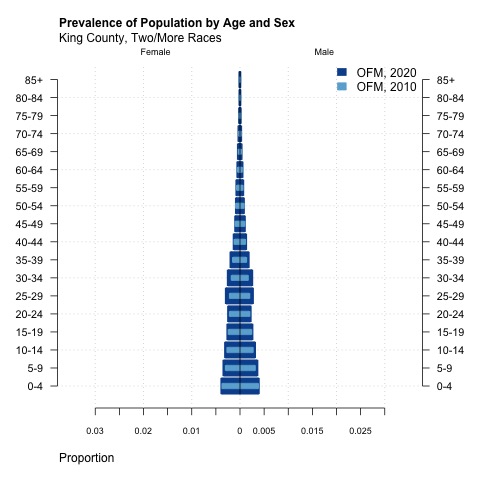 Prevalence of Population by Age and Sex
King County, Two/More Races
Female Male
OFM, 2020
OFM, 2010
85+ 85+
80-84 80-84
75-79 75-79
70-74 70-74
65-69 65-69
60-64 60-64
55-59 55-59
50-54 50-54
45-49 45-49
40-44 40-44
35-39 35-39
30-34 30-34
25-29 25-29
20-24 20-24
15-19 15-19
10-14 10-14
5-9 5-9
0-4 0-4
0.03 0.02 0.01 0 0.005 0.015 0.025
Proportion